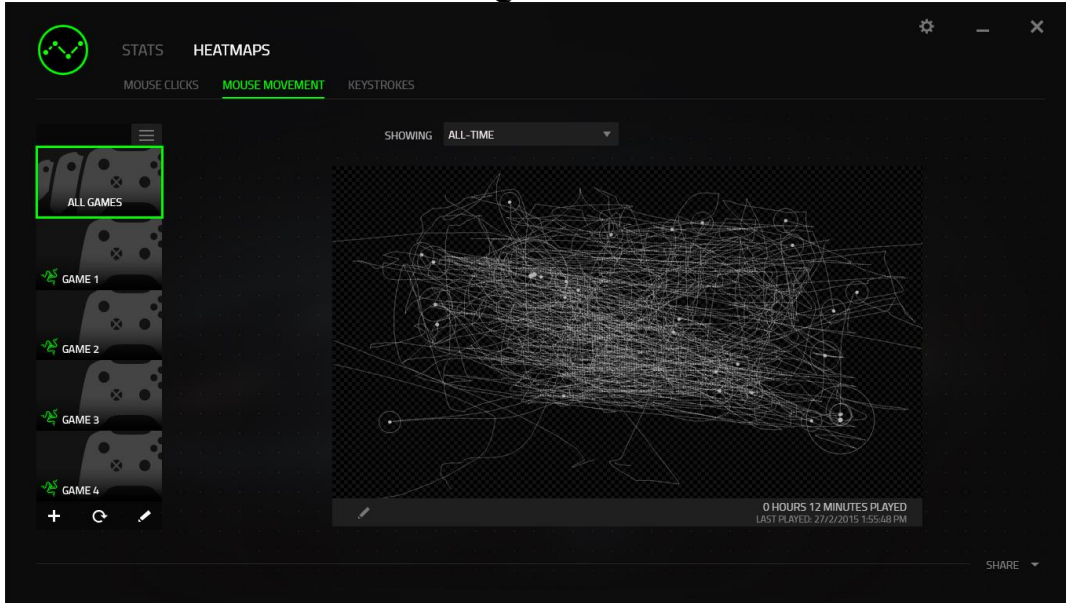 STATS HEATMAPS
MOUSE CLICKS MOUSE MOVEMENT KEYSTROKES
SHOWING ALL-TIME
ALL GAMES
GAME 1
GAME 2
GAME 3
GAME 4
0 HOURS 12 MINUTES PLAYED
LAST PLAYED: 27/2/2015 1:55:48 PM
SHARE